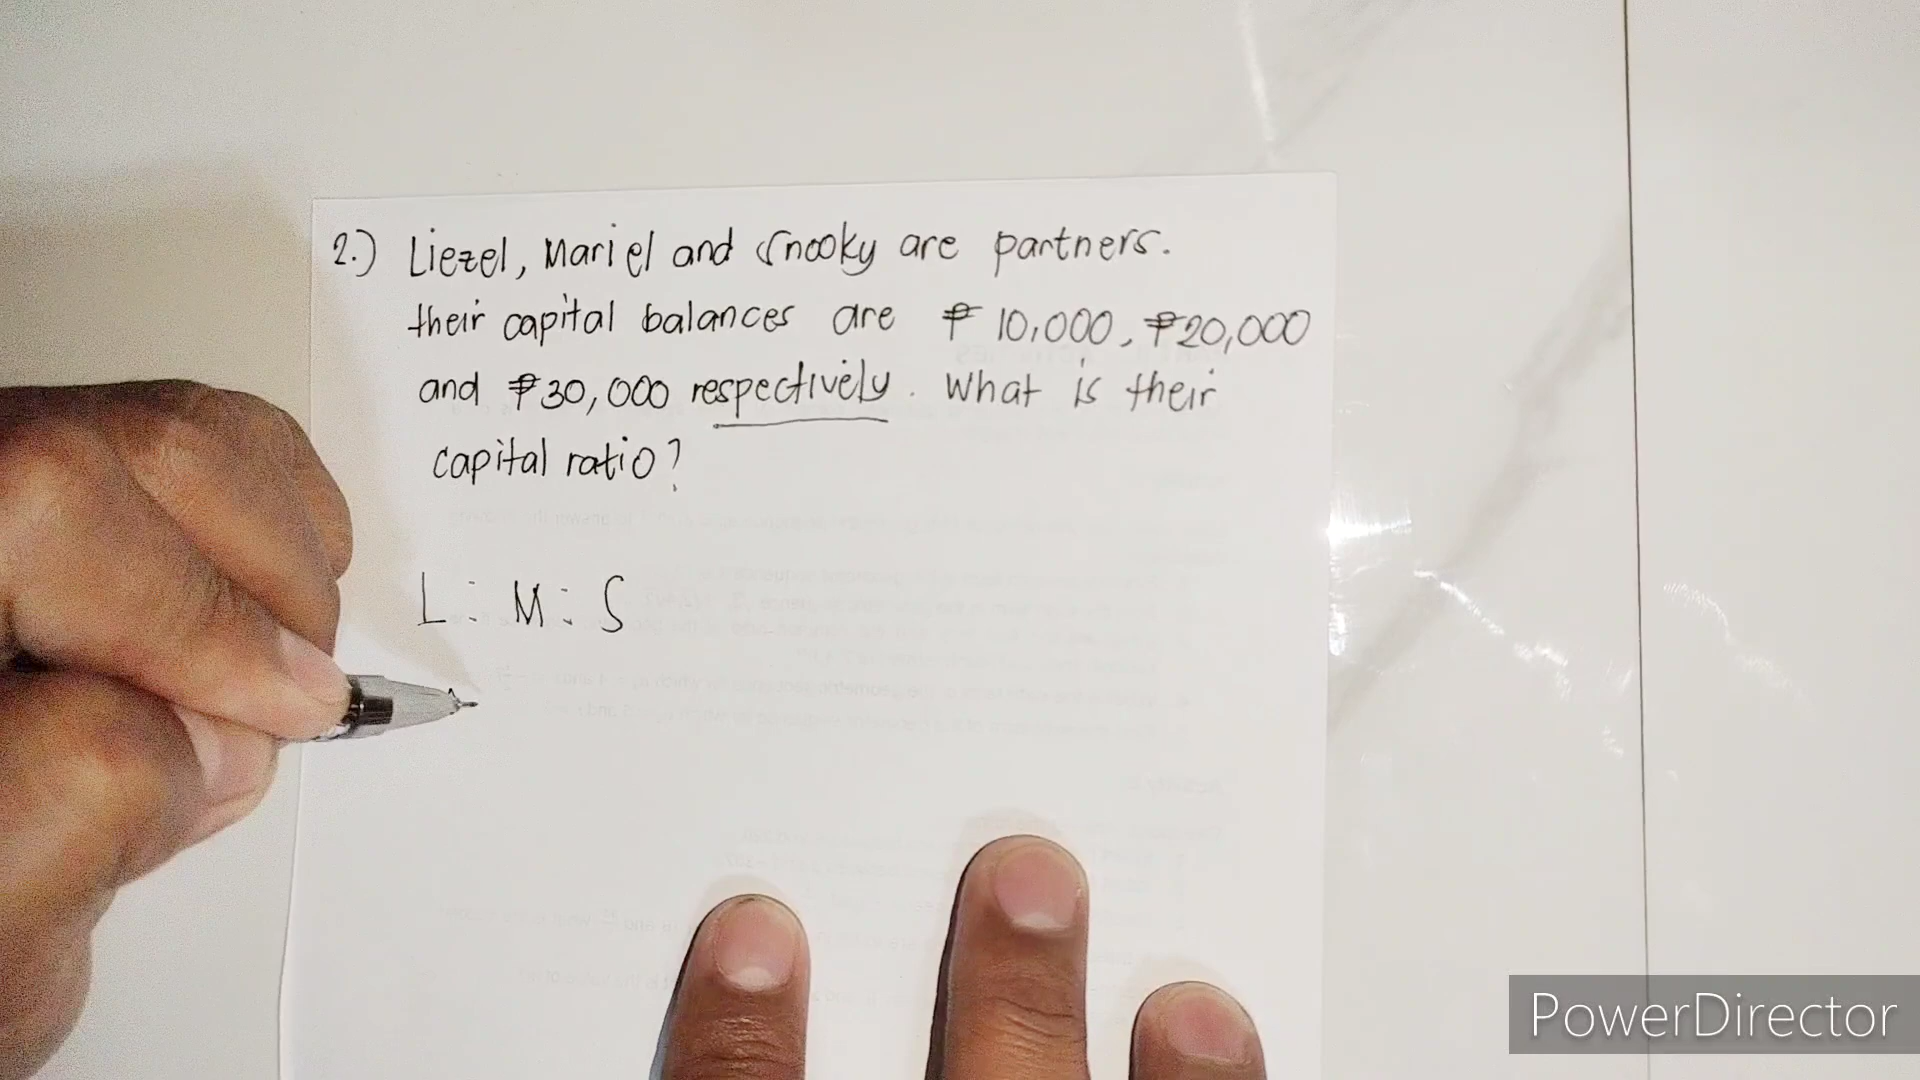 2.) Liezel, Mariel and Snooky are partners.
their capital balances are ₱ 10,000, ₱20,000
and ₱30,000 respectively. What is their
capital ratio?
L : M : S
PowerDirector